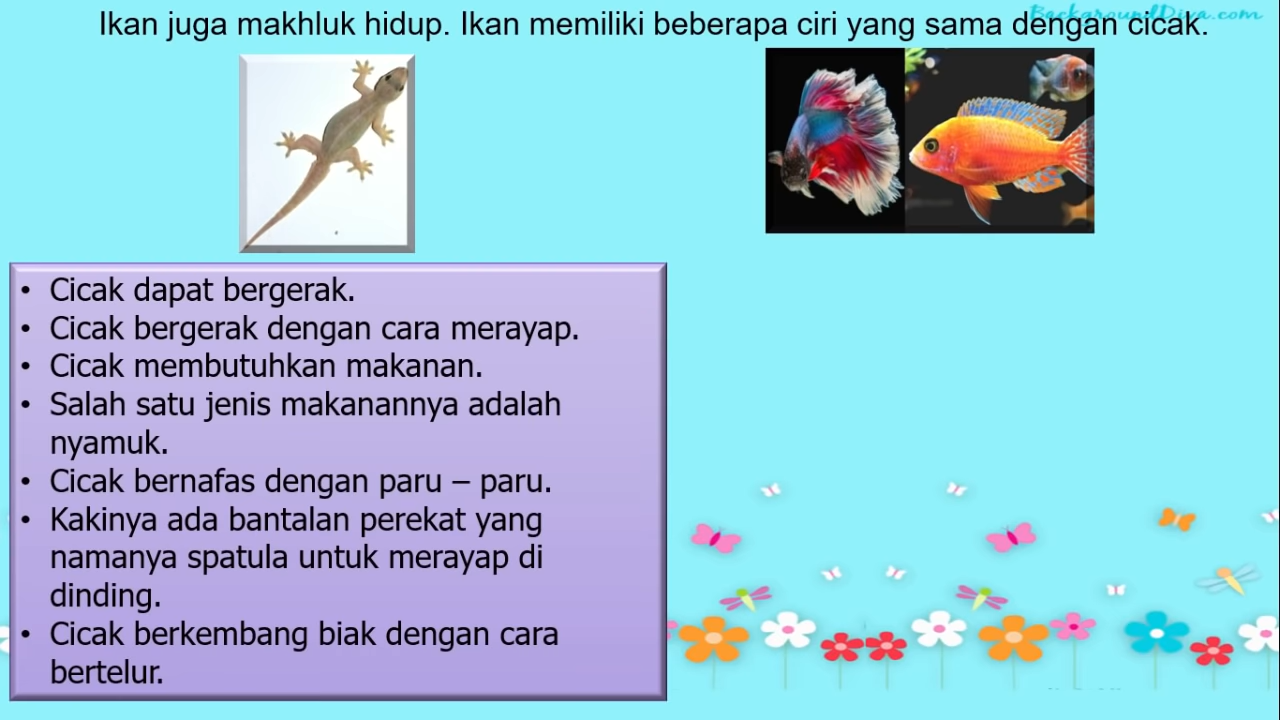 BackgroundDiva.com
Ikan juga makhluk hidup. Ikan memiliki beberapa ciri yang sama dengan cicak.
• Cicak dapat bergerak.
• Cicak bergerak dengan cara merayap.
• Cicak membutuhkan makanan.
• Salah satu jenis makanannya adalah
nyamuk.
• Cicak bernafas dengan paru – paru.
• Kakinya ada bantalan perekat yang
namanya spatula untuk merayap di
dinding.
• Cicak berkembang biak dengan cara
bertelur.